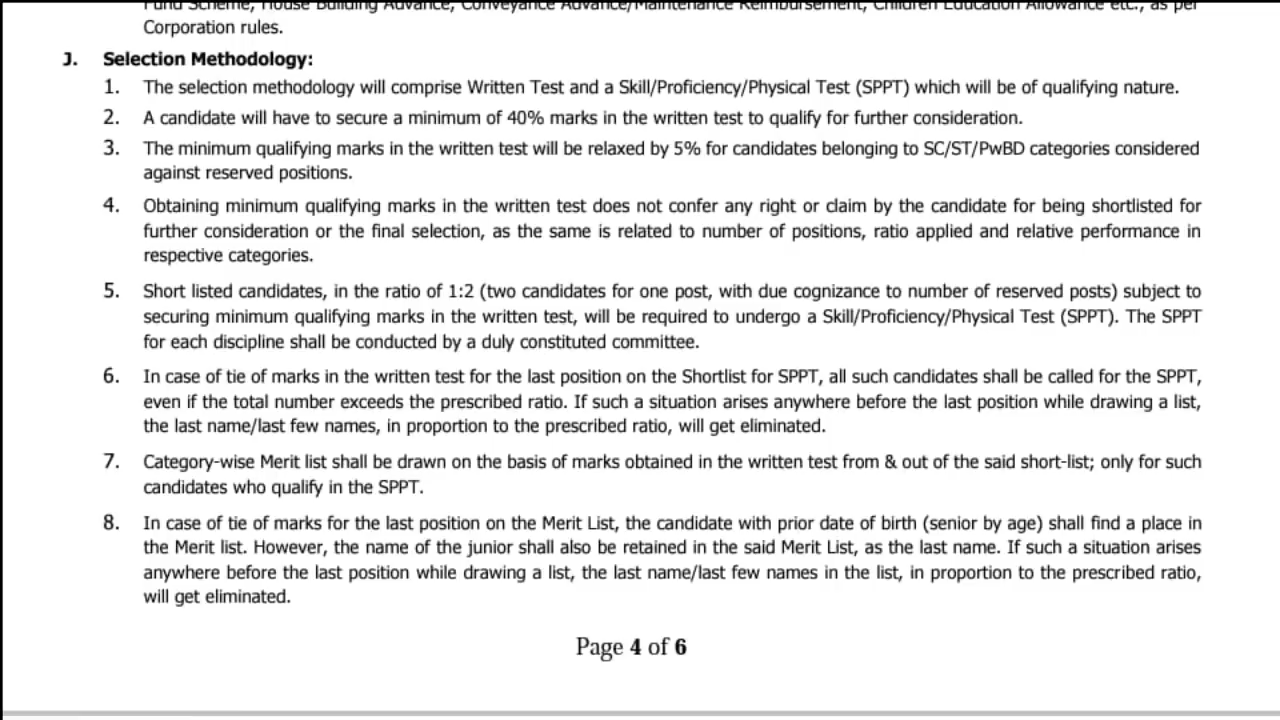 Fund Scheme, House Building Advance, Conveyance Advance/Maintenance Reimbursement, Children Education Allowance etc., as per
Corporation rules.
J. Selection Methodology:
1. The selection methodology will comprise Written Test and a Skill/Proficiency/Physical Test (SPPT) which will be of qualifying nature.
2. A candidate will have to secure a minimum of 40% marks in the written test to qualify for further consideration.
3. The minimum qualifying marks in the written test will be relaxed by 5% for candidates belonging to SC/ST/PwBD categories considered
against reserved positions.
4. Obtaining minimum qualifying marks in the written test does not confer any right or claim by the candidate for being shortlisted for
further consideration or the final selection, as the same is related to number of positions, ratio applied and relative performance in
respective categories.
5. Short listed candidates, in the ratio of 1:2 (two candidates for one post, with due cognizance to number of reserved posts) subject to
securing minimum qualifying marks in the written test, will be required to undergo a Skill/Proficiency/Physical Test (SPPT). The SPPT
for each discipline shall be conducted by a duly constituted committee.
6. In case of tie of marks in the written test for the last position on the Shortlist for SPPT, all such candidates shall be called for the SPPT,
even if the total number exceeds the prescribed ratio. If such a situation arises anywhere before the last position while drawing a list,
the last name/last few names, in proportion to the prescribed ratio, will get eliminated.
7. Category-wise Merit list shall be drawn on the basis of marks obtained in the written test from & out of the said short-list; only for such
candidates who qualify in the SPPT.
8. In case of tie of marks for the last position on the Merit List, the candidate with prior date of birth (senior by age) shall find a place in
the Merit list. However, the name of the junior shall also be retained in the said Merit List, as the last name. If such a situation arises
anywhere before the last position while drawing a list, the last name/last few names in the list, in proportion to the prescribed ratio,
will get eliminated.
Page 4 of 6